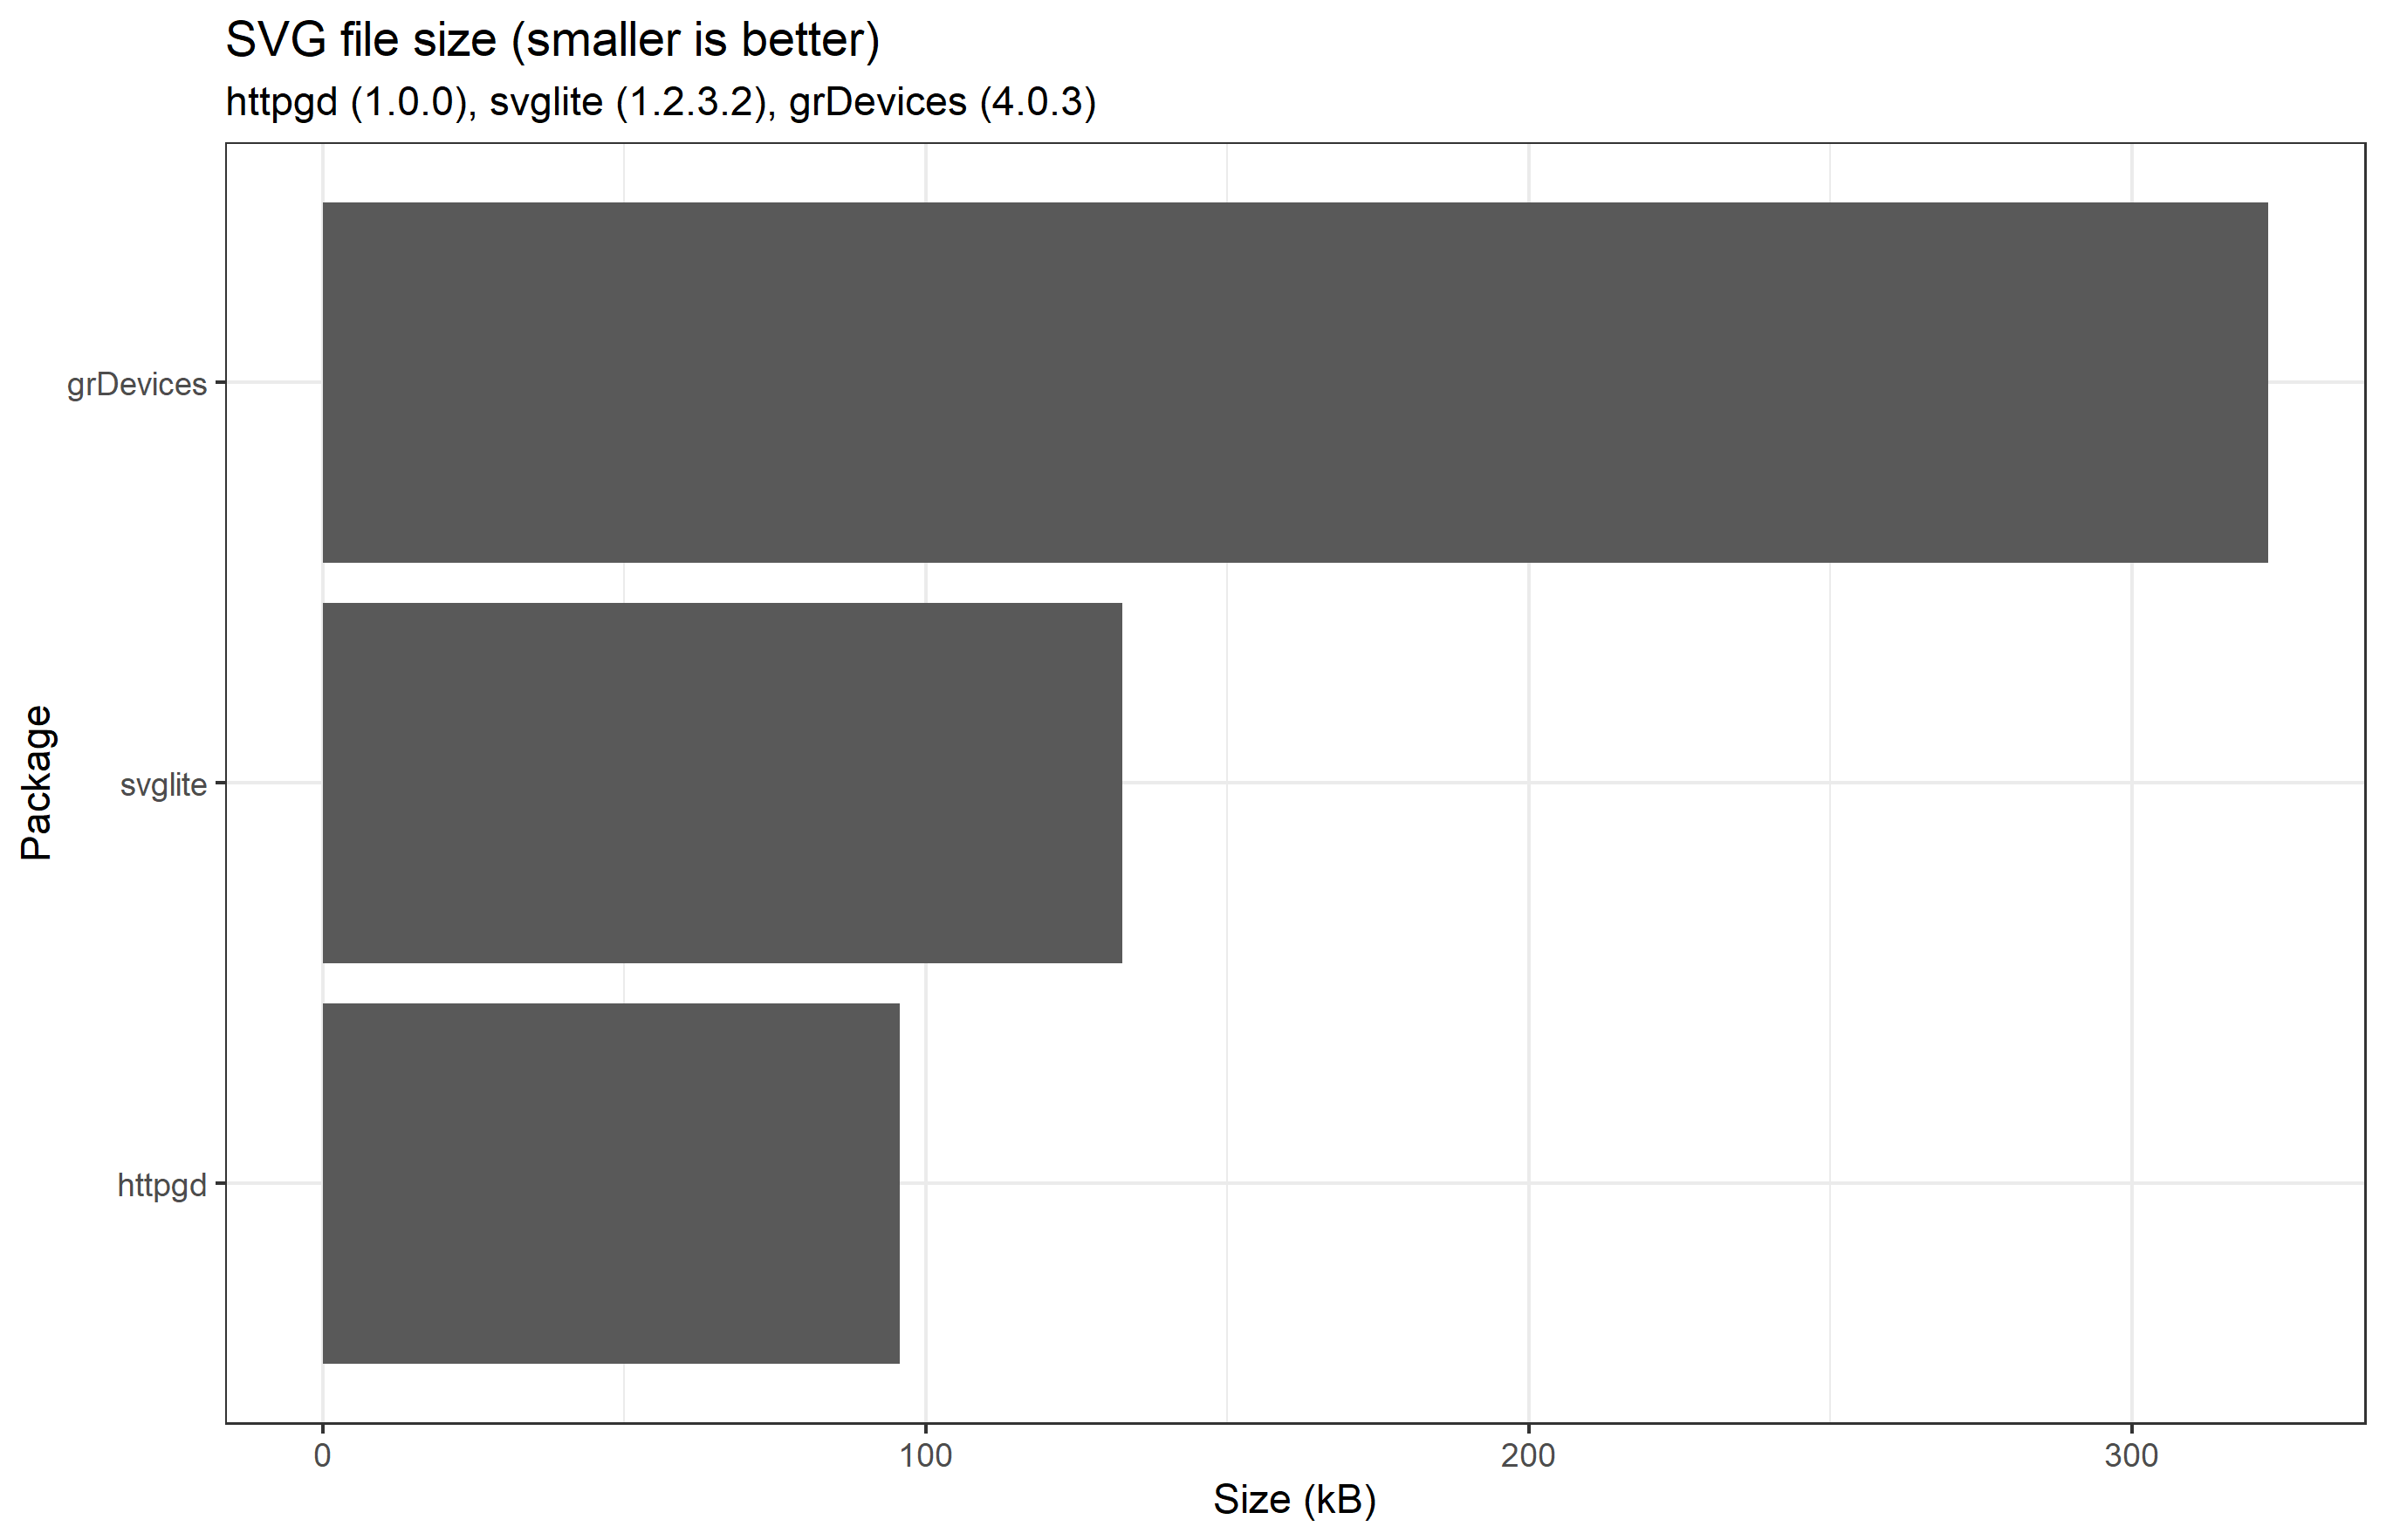 SVG file size (smaller is better)
httpgd (1.0.0), svglite (1.2.3.2), grDevices (4.0.3)
grDevices
svglite
httpgd
Package
0 100 200 300
Size (kB)